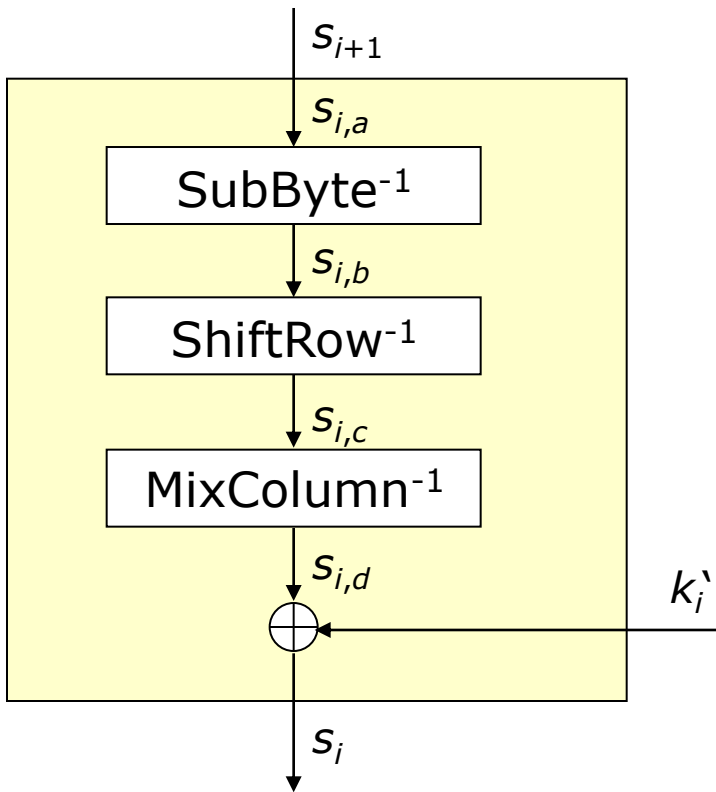 s_{i+1}
s_{i,a}
SubByte⁻¹
s_{i,b}
ShiftRow⁻¹
s_{i,c}
MixColumn⁻¹
s_{i,d}
k_i`
s_i